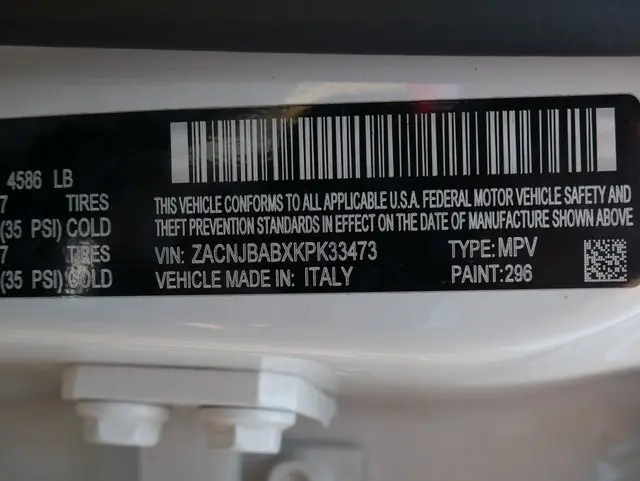 4586 LB
7 TIRES
(35 PSI) COLD
7 TIRES
(35 PSI) COLD
THIS VEHICLE CONFORMS TO ALL APPLICABLE U.S.A. FEDERAL MOTOR VEHICLE SAFETY AND
THEFT PREVENTION STANDARDS IN EFFECT ON THE DATE OF MANUFACTURE SHOWN ABOVE
VIN: ZACNJBABXKPK33473 TYPE: MPV
VEHICLE MADE IN: ITALY PAINT: 296